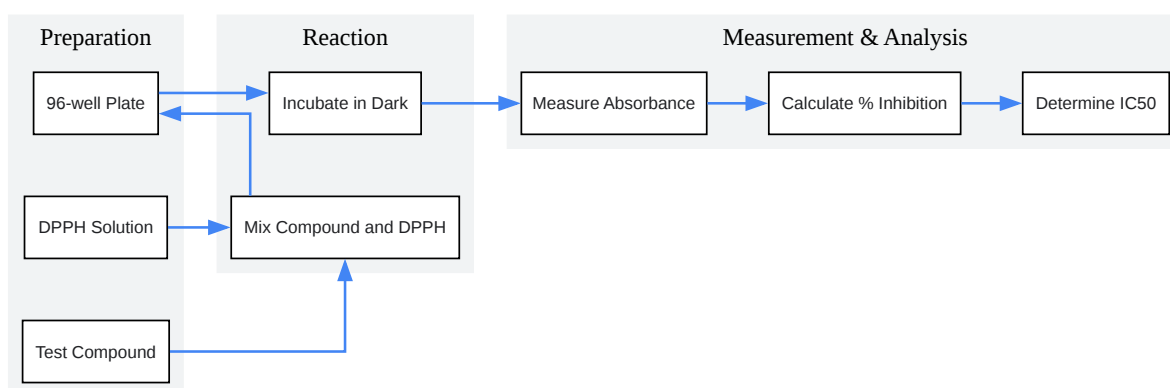 Preparation
Reaction
Measurement & Analysis
96-well Plate
Incubate in Dark
Measure Absorbance
Calculate % Inhibition
Determine IC50
DPPH Solution
Mix Compound and DPPH
Test Compound